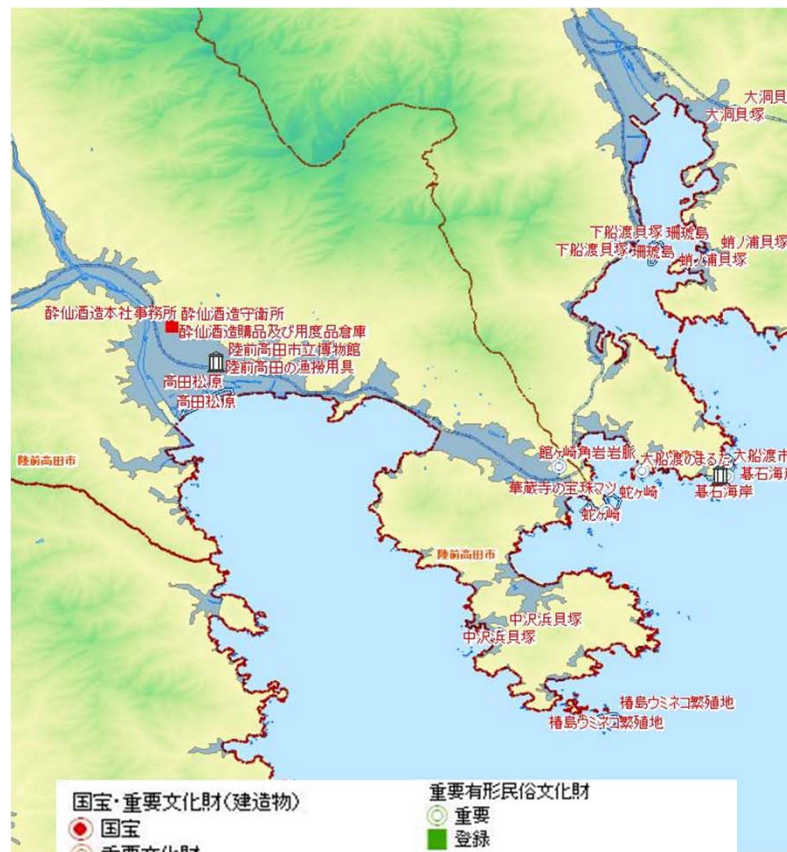 大洞貝
大洞貝塚
下船渡貝塚 珊琥島
下船渡貝塚 珊琥島
蛸ノ浦貝塚
蛸ノ浦貝塚
酔仙酒造本社事務所 酔仙酒造守衛所
酔仙酒造購品及び用度品倉庫
陸前高田市立博物館
陸前高田の漁撈用具
高田松原
高田松原
陸前高田市
館ヶ崎角岩岩脈
大船渡のまるた
大船渡市
碁石海岸
碁石海岸
華蔵寺の宝珠マツ
蛇ヶ崎
蛇ヶ崎
陸前高田市
中沢浜貝塚
中沢浜貝塚
椿島ウミネコ繁殖地
椿島ウミネコ繁殖地
国宝・重要文化財(建造物)
国宝
重要文化財
重要有形民俗文化財
重要
登録